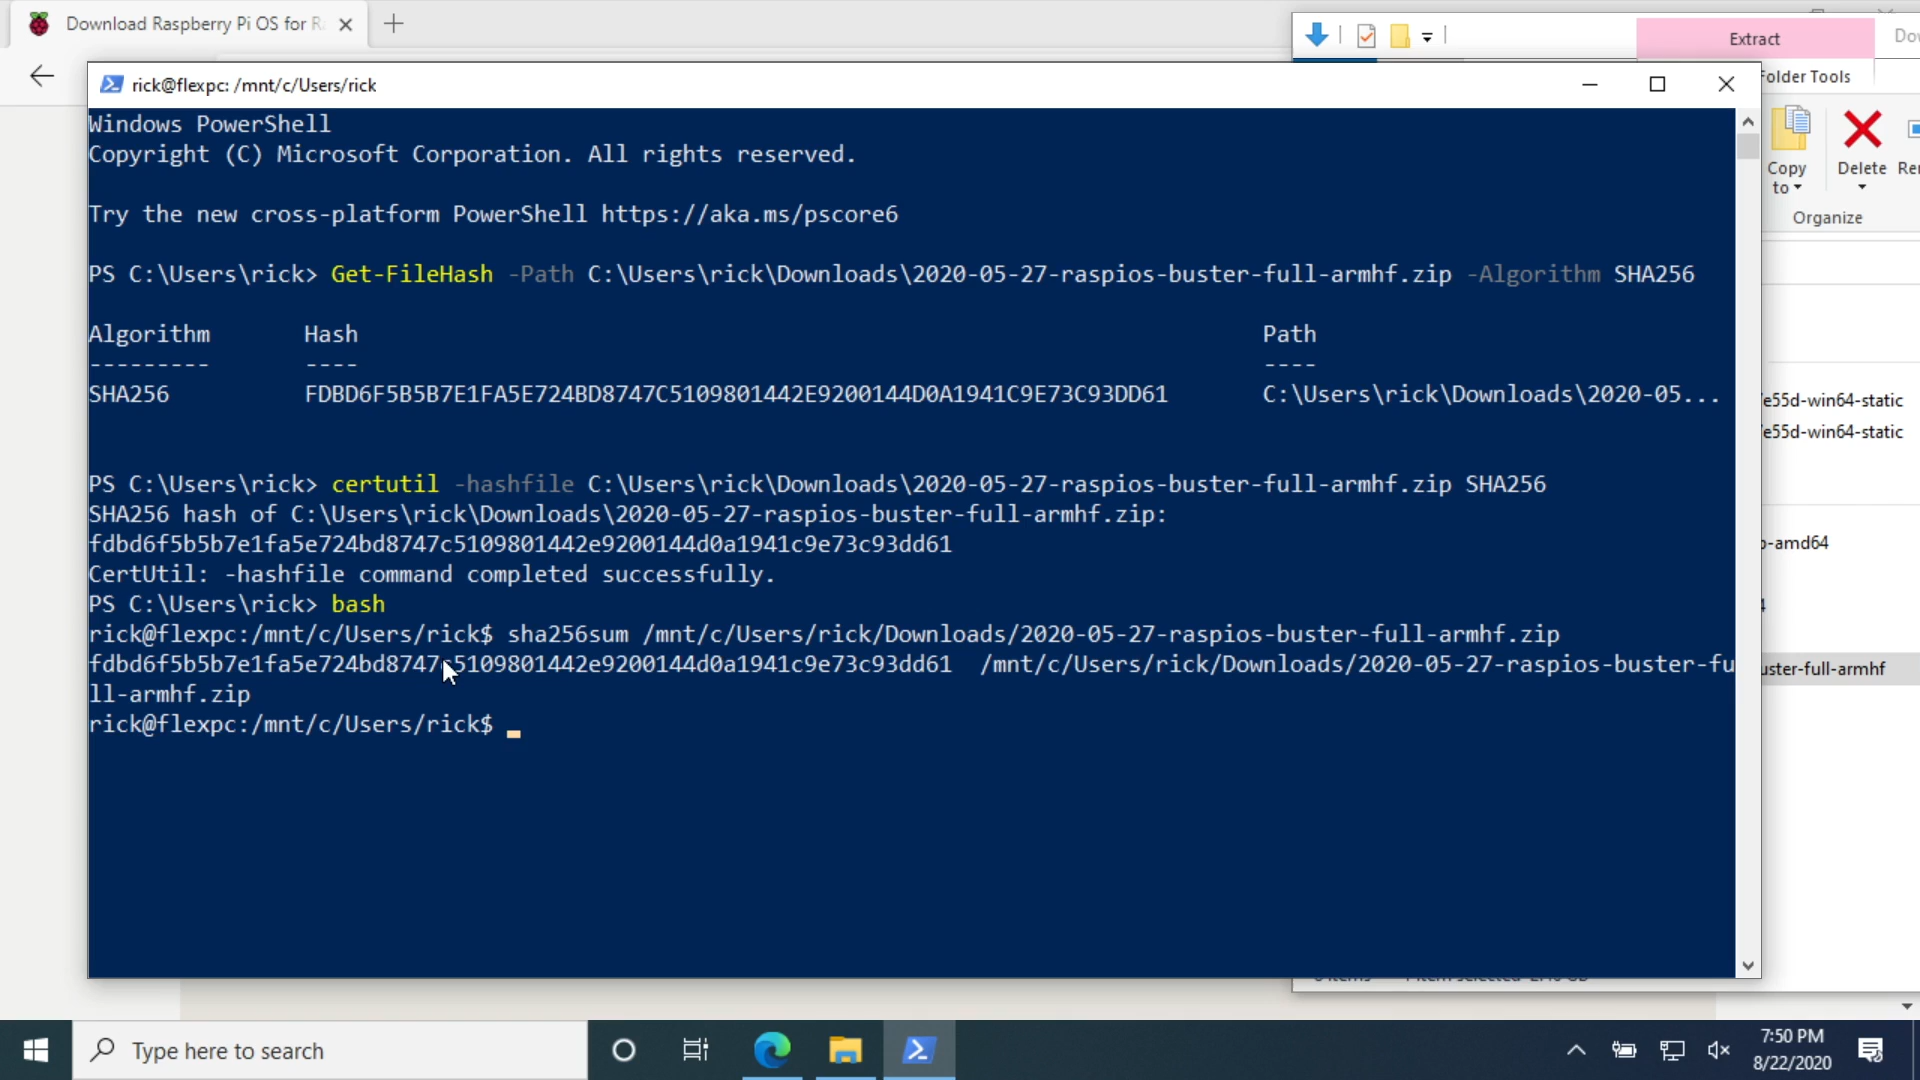 Download Raspberry Pi OS for
Extract
Folder Tools
rick@flexpc: /mnt/c/Users/rick
Windows PowerShell
Copyright (C) Microsoft Corporation. All rights reserved.
Try the new cross-platform PowerShell https://aka.ms/pscore6
PS C:\Users\rick> Get-FileHash -Path C:\Users\rick\Downloads\2020-05-27-raspios-buster-full-armhf.zip -Algorithm SHA256
Algorithm Hash Path
--------- ---- ----
SHA256 FDBD6F5B5B7E1FA5E724BD8747C5109801442E9200144D0A1941C9E73C93DD61 C:\Users\rick\Downloads\2020-05...
PS C:\Users\rick> certutil -hashfile C:\Users\rick\Downloads\2020-05-27-raspios-buster-full-armhf.zip SHA256
SHA256 hash of C:\Users\rick\Downloads\2020-05-27-raspios-buster-full-armhf.zip:
fdbd6f5b5b7e1fa5e724bd8747c5109801442e9200144d0a1941c9e73c93dd61
CertUtil: -hashfile command completed successfully.
PS C:\Users\rick> bash
rick@flexpc:/mnt/c/Users/rick$ sha256sum /mnt/c/Users/rick/Downloads/2020-05-27-raspios-buster-full-armhf.zip
fdbd6f5b5b7e1fa5e724bd8747c5109801442e9200144d0a1941c9e73c93dd61 /mnt/c/Users/rick/Downloads/2020-05-27-raspios-buster-fu
ll-armhf.zip
rick@flexpc:/mnt/c/Users/rick$
Copy
to
Delete
Organize
e55d-win64-static
e55d-win64-static
-amd64
uster-full-armhf
Type here to search
7:50 PM
8/22/2020